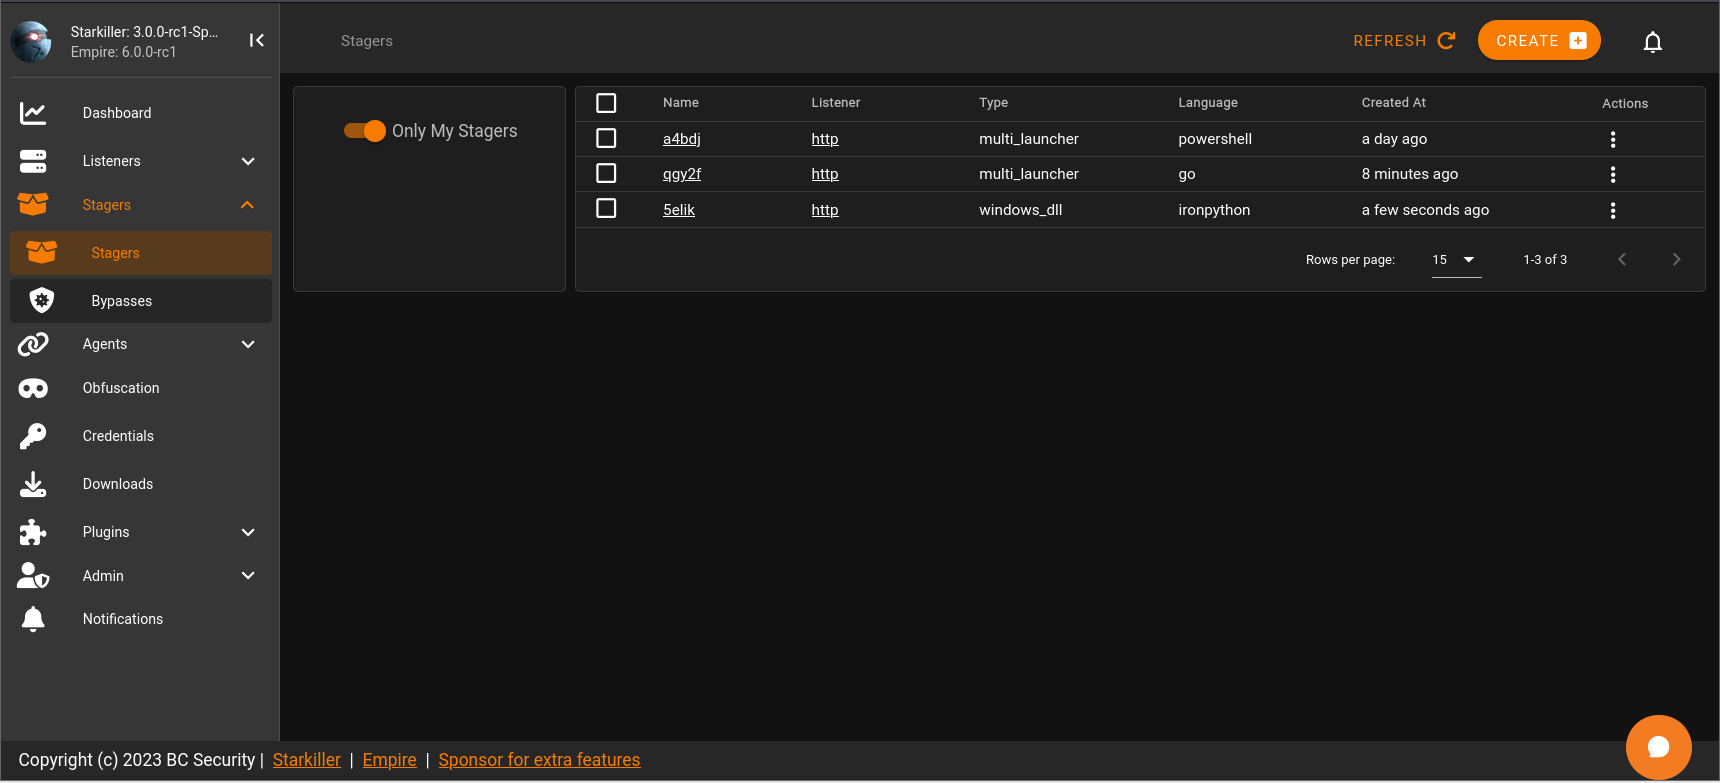 Starkiller: 3.0.0-rc1-Sp...
Empire: 6.0.0-rc1
Stagers
REFRESH
CREATE
Dashboard
Listeners
Stagers
Stagers
Bypasses
Agents
Obfuscation
Credentials
Downloads
Plugins
Admin
Notifications
Only My Stagers
Name Listener Type Language Created At Actions
a4bdj http multi_launcher powershell a day ago
qgy2f http multi_launcher go 8 minutes ago
5elik http windows_dll ironpython a few seconds ago
Rows per page: 15 1-3 of 3
Copyright (c) 2023 BC Security | Starkiller | Empire | Sponsor for extra features